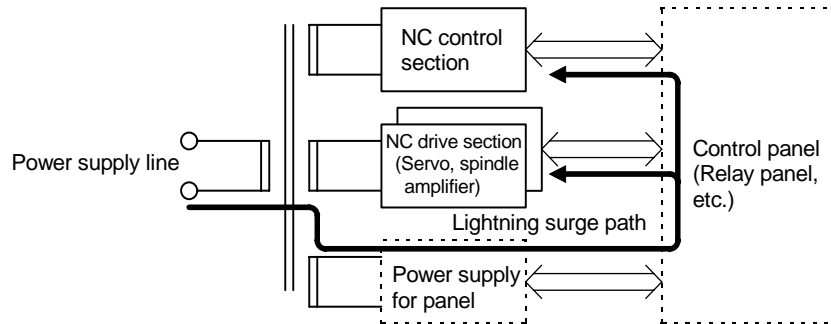 NC control
section
Power supply line
NC drive section
(Servo, spindle
amplifier)
Control panel
(Relay panel,
etc.)
Lightning surge path
Power supply
for panel